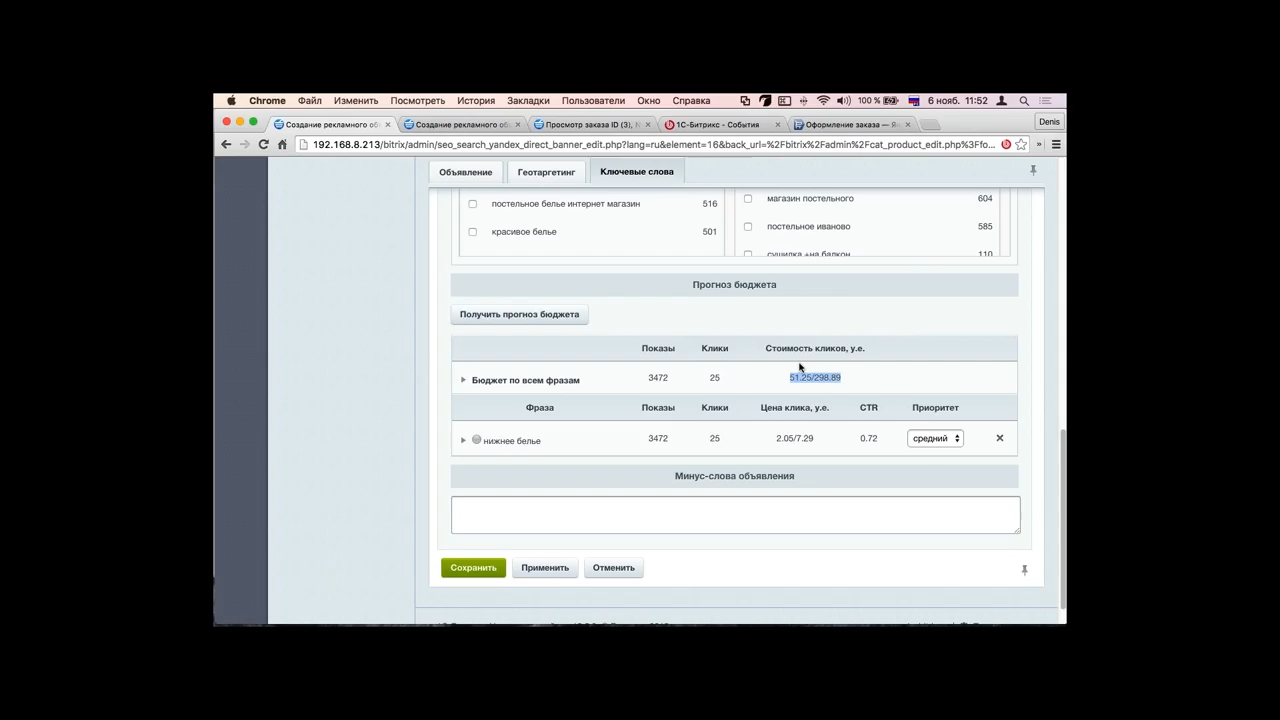 Chrome Файл Изменить Посмотреть История Закладки Пользователи Окно Справка 100 % 6 нояб. 11:52
Создание рекламного об Создание рекламного об Просмотр заказа ID (3), N 1С-Битрикс - События Оформление заказа — Denis
192.168.8.213/bitrix/admin/seo_search_yandex_direct_banner_edit.php?lang=ru&element=16&back_url=%2Fbitrix%2Fadmin%2Fcat_product_edit.php%3Ffo...
Объявление Геотаргетинг Ключевые слова
постельное белье интернет магазин 516 магазин постельного 604
красивое белье 501 постельное иваново 585
сушилка +на балкон 110
Прогноз бюджета
Получить прогноз бюджета
Показы Клики Стоимость кликов, у.е.
Бюджет по всем фразам 3472 25 51.25/298.89
Фраза Показы Клики Цена клика, у.е. CTR Приоритет
нижнее белье 3472 25 2.05/7.29 0.72 средний
Минус-слова объявления
Сохранить Применить Отменить